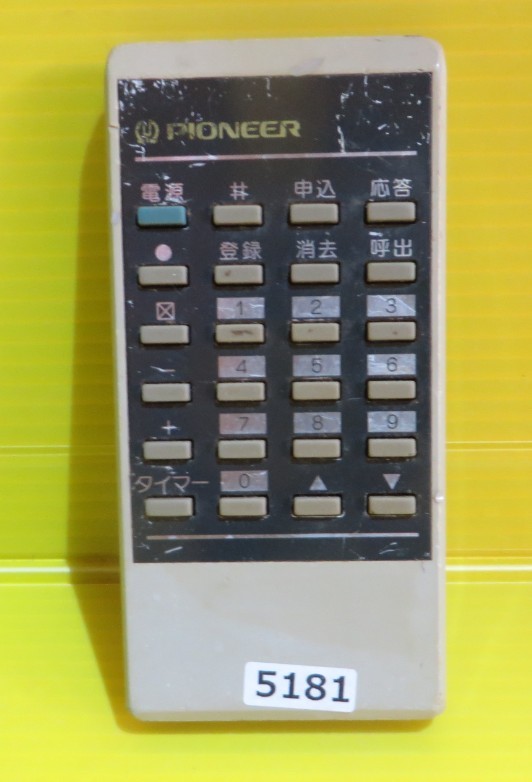 PIONEER
電源 # 申込 応答
● 登録 消去 呼出
1 2 3
− 4 5 6
+ 7 8 9
タイマー 0 ▲ ▼
5181